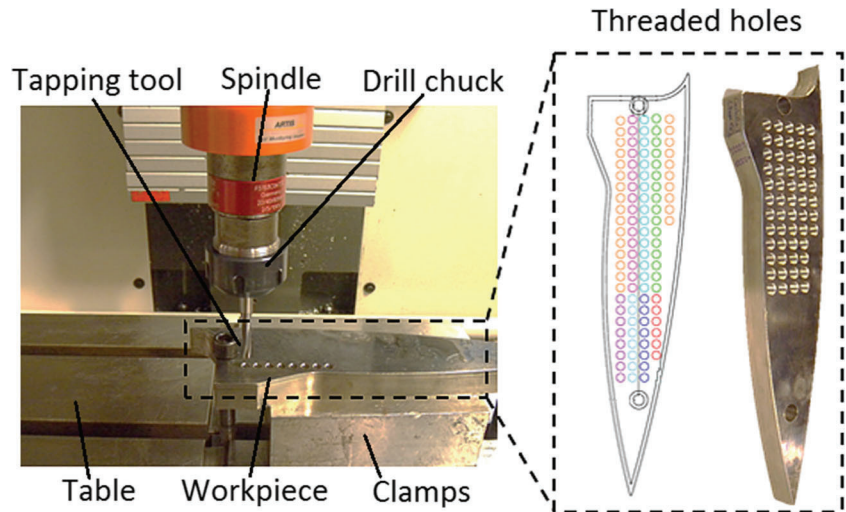 Threaded holes
Tapping tool
Spindle
Drill chuck
ARTIS
Table
Workpiece
Clamps